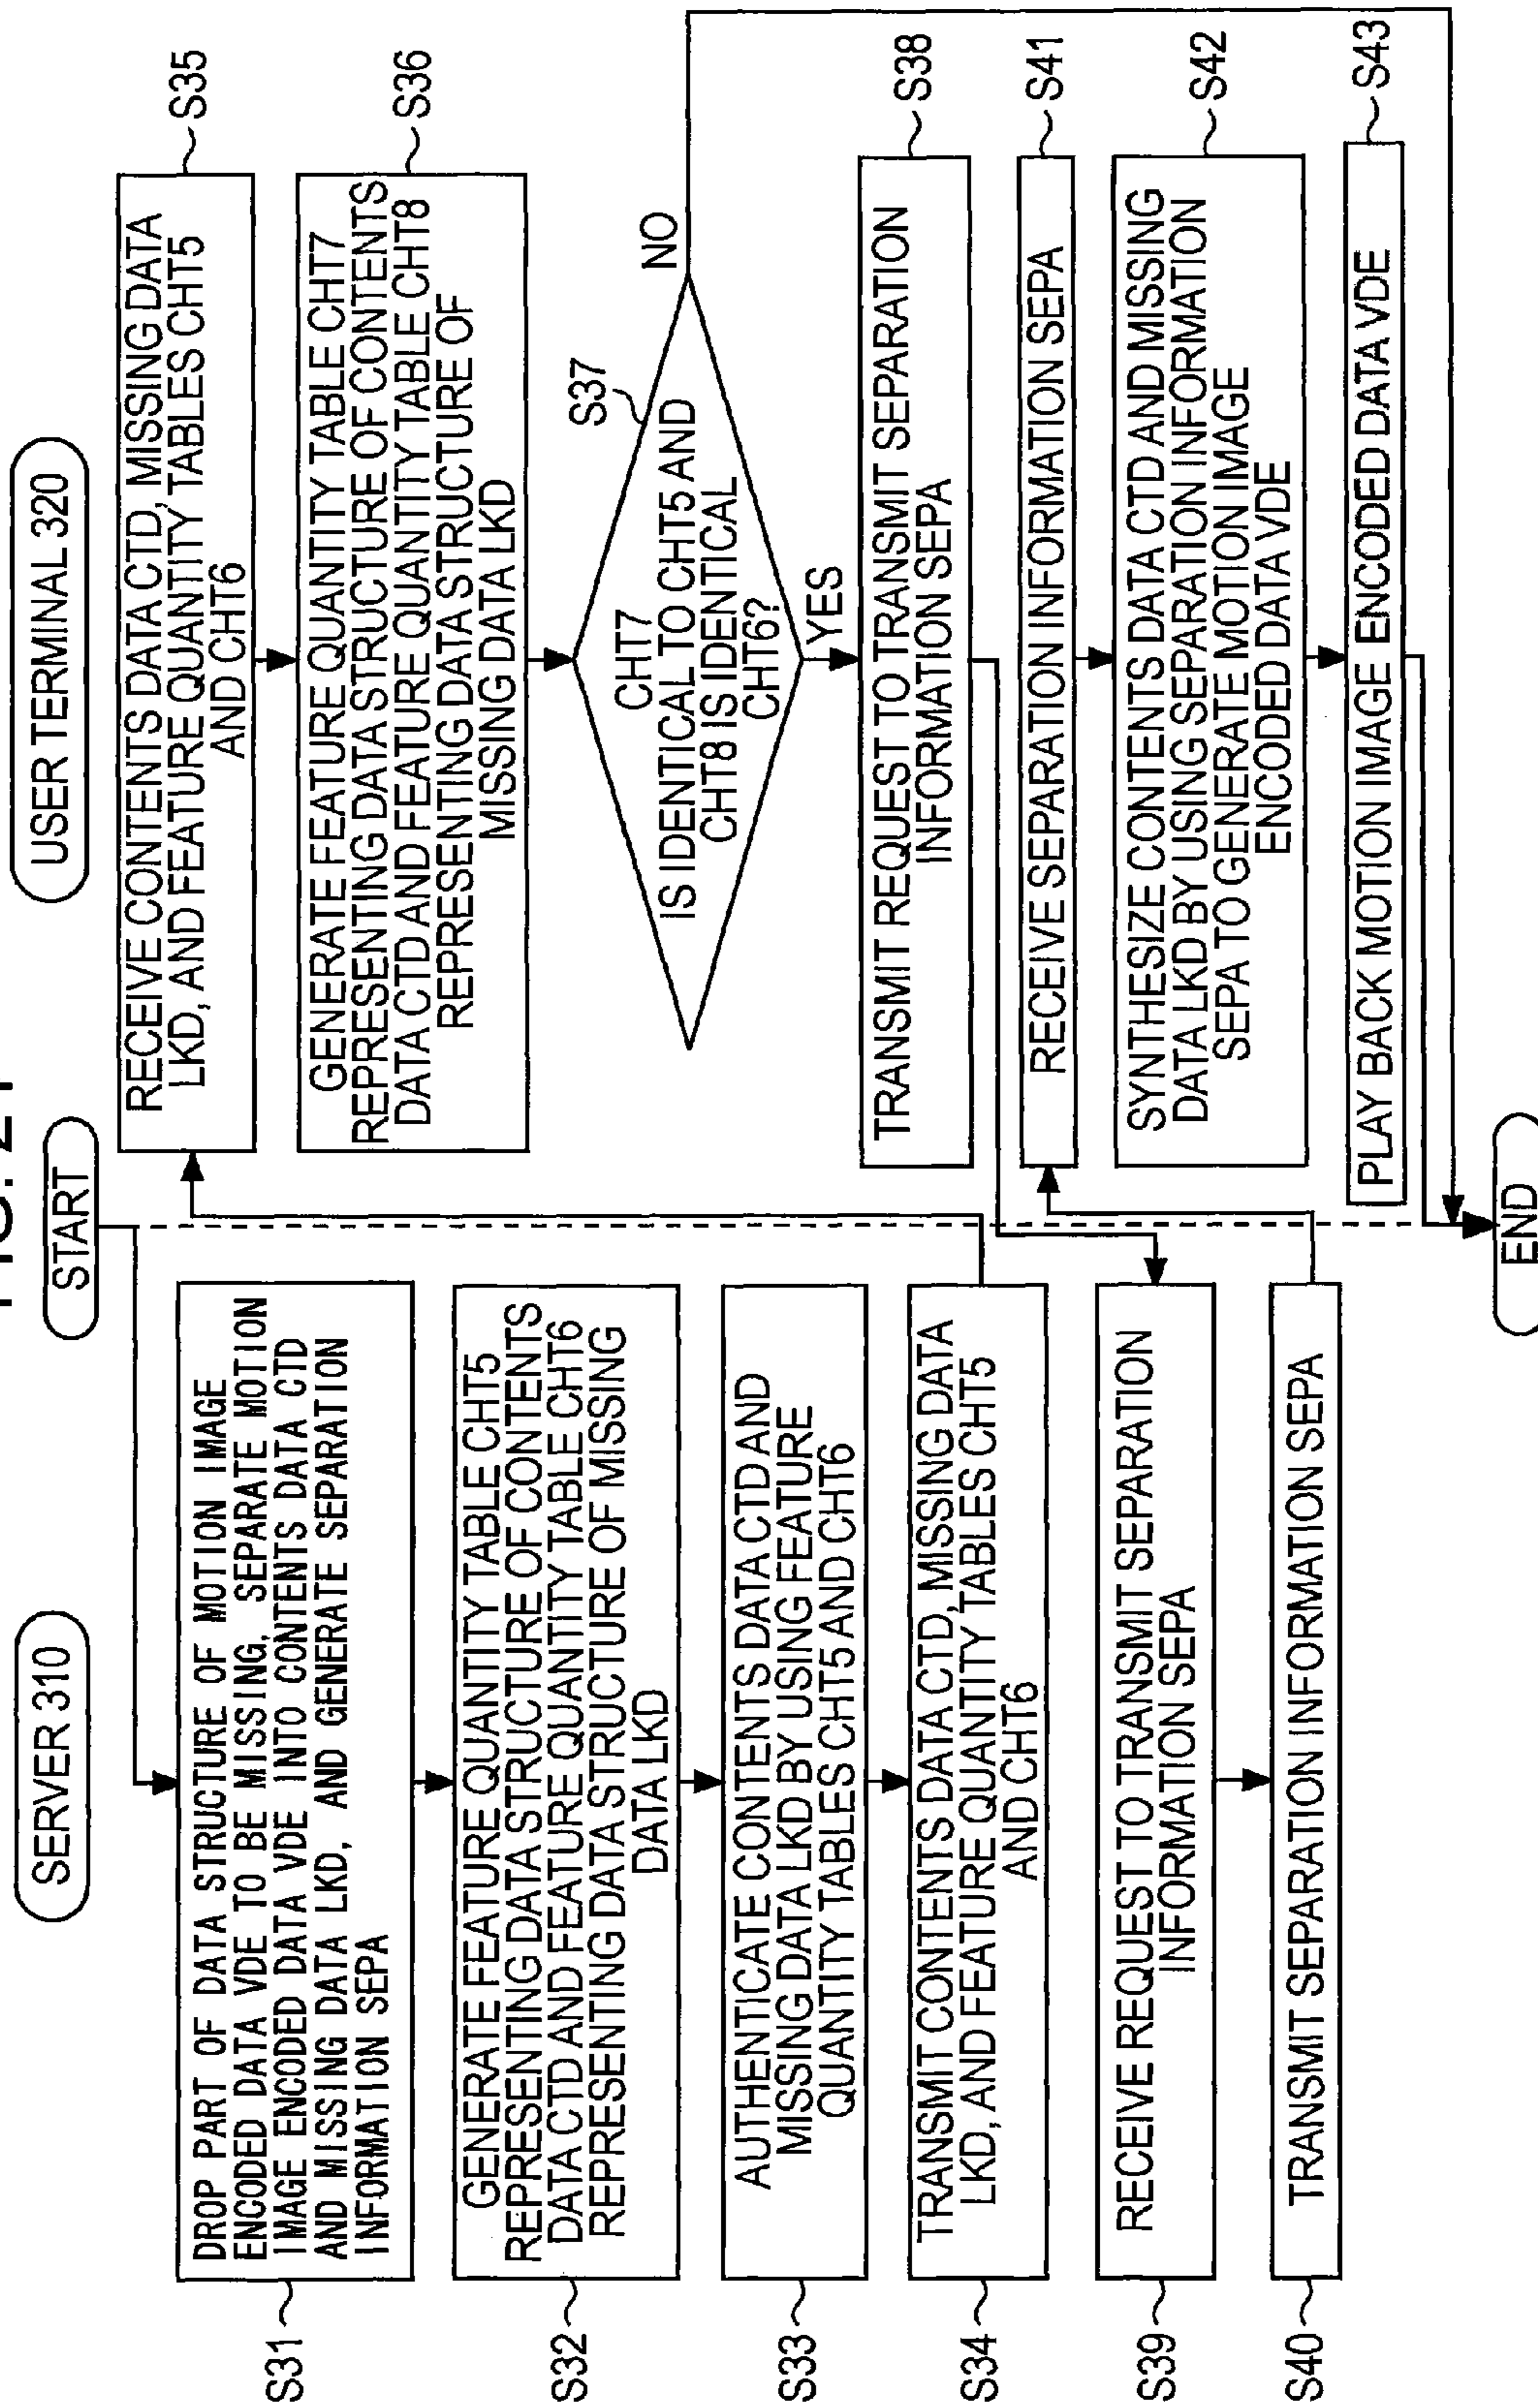 START
SERVER 310
S31
DROP PART OF DATA STRUCTURE OF MOTION IMAGE
ENCODED DATA VDE TO BE MISSING, SEPARATE MOTION
IMAGE ENCODED DATA VDE INTO CONTENTS DATA CTD
AND MISSING DATA LKD, AND GENERATE SEPARATION
INFORMATION SEPA
S32
GENERATE FEATURE QUANTITY TABLE CHT5
REPRESENTING DATA STRUCTURE OF CONTENTS
DATA CTD AND FEATURE QUANTITY TABLE CHT6
REPRESENTING DATA STRUCTURE OF MISSING
DATA LKD
S33
AUTHENTICATE CONTENTS DATA CTD AND
MISSING DATA LKD BY USING FEATURE
QUANTITY TABLES CHT5 AND CHT6
S34
TRANSMIT CONTENTS DATA CTD, MISSING DATA
LKD, AND FEATURE QUANTITY TABLES CHT5
AND CHT6
S39
RECEIVE REQUEST TO TRANSMIT SEPARATION
INFORMATION SEPA
S40
TRANSMIT SEPARATION INFORMATION SEPA
USER TERMINAL 320
RECEIVE CONTENTS DATA CTD, MISSING DATA
LKD, AND FEATURE QUANTITY TABLES CHT5
AND CHT6
S35
GENERATE FEATURE QUANTITY TABLE CHT7
REPRESENTING DATA STRUCTURE OF CONTENTS
DATA CTD AND FEATURE QUANTITY TABLE CHT8
REPRESENTING DATA STRUCTURE OF
MISSING DATA LKD
S36
S37
CHT7
IS IDENTICAL TO CHT5 AND
CHT8 IS IDENTICAL
CHT6?
NO
YES
TRANSMIT REQUEST TO TRANSMIT SEPARATION
INFORMATION SEPA
S38
RECEIVE SEPARATION INFORMATION SEPA
S41
SYNTHESIZE CONTENTS DATA CTD AND MISSING
DATA LKD BY USING SEPARATION INFORMATION
SEPA TO GENERATE MOTION IMAGE
ENCODED DATA VDE
S42
PLAY BACK MOTION IMAGE ENCODED DATA VDE
S43
END